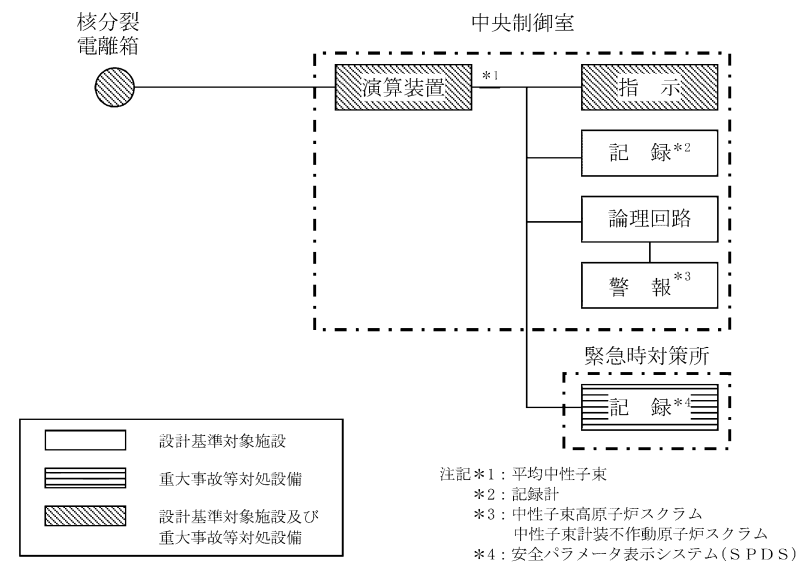 核分裂
電離箱
中央制御室
演算装置
＊1
指　示
記　録＊2
論理回路
警　報＊3
緊急時対策所
記　録＊4
設計基準対象施設
重大事故等対処設備
設計基準対象施設及び
重大事故等対処設備
注記＊1：平均中性子束
＊2：記録計
＊3：中性子束高原子炉スクラム
中性子束計装不作動原子炉スクラム
＊4：安全パラメータ表示システム(ＳＰＤＳ)